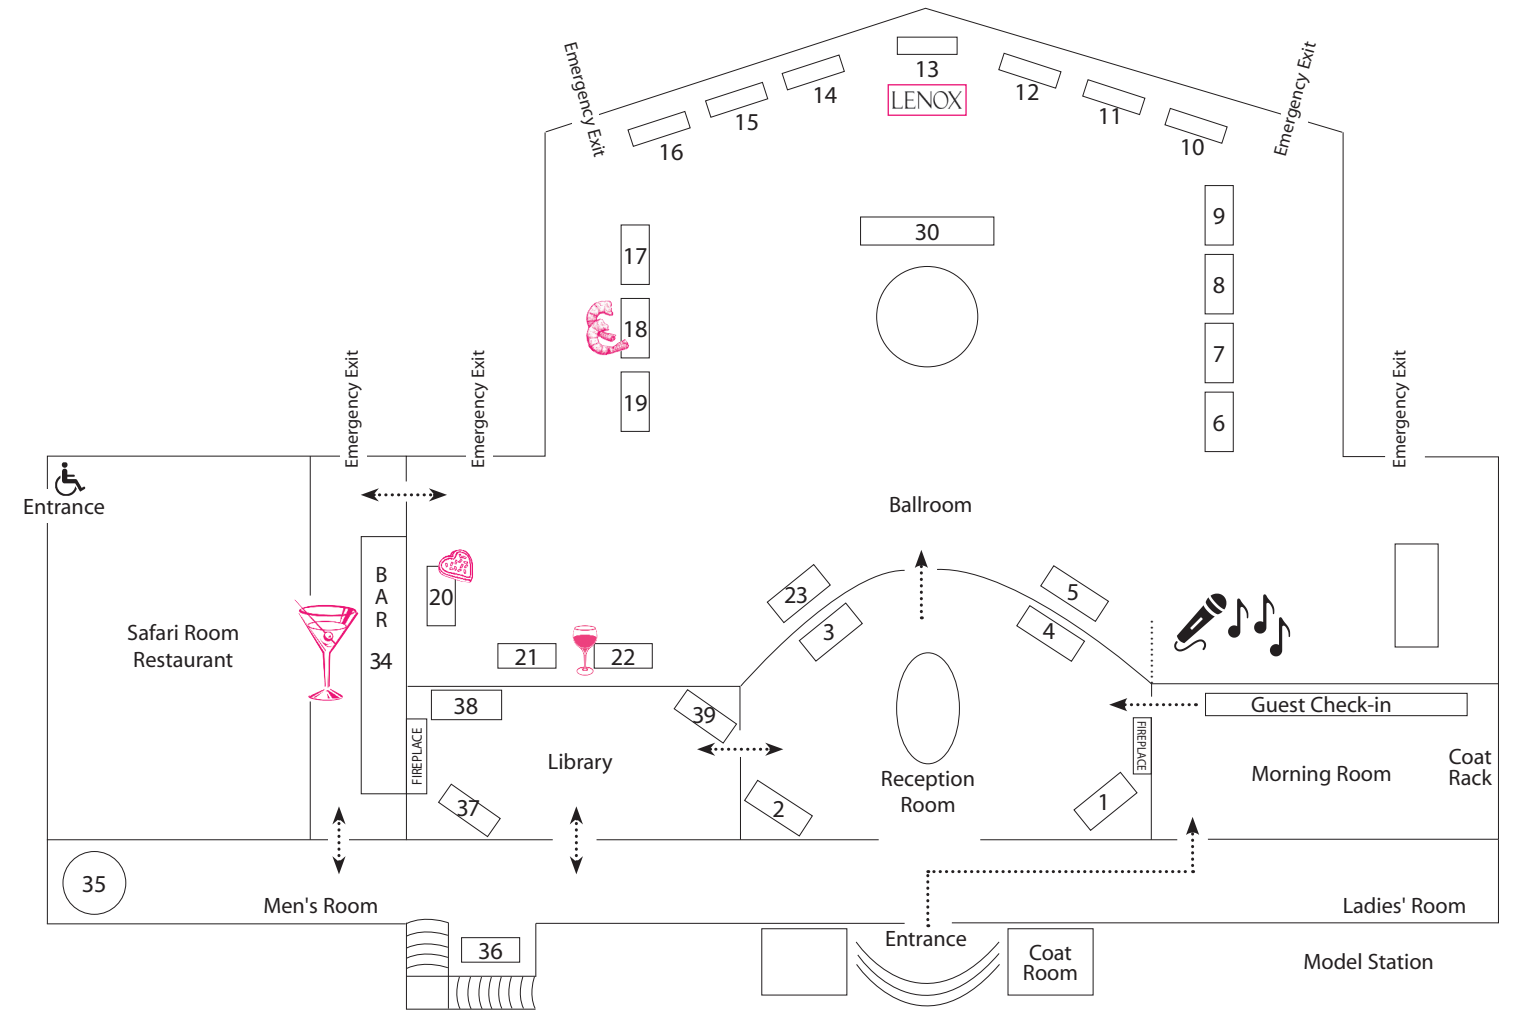 Emergency Exit
Emergency Exit
13
LENOX
14
12
15
11
16
10
9
17
30
8
18
7
19
6
Emergency Exit
Emergency Exit
Emergency Exit
Entrance
Ballroom
BAR
34
20
23
5
3
4
Safari Room
Restaurant
21
22
38
39
Guest Check-in
FIREPLACE
FIREPLACE
Library
Reception
Room
Morning Room
Coat
Rack
37
2
1
35
Men's Room
Ladies' Room
36
Entrance
Coat
Room
Model Station